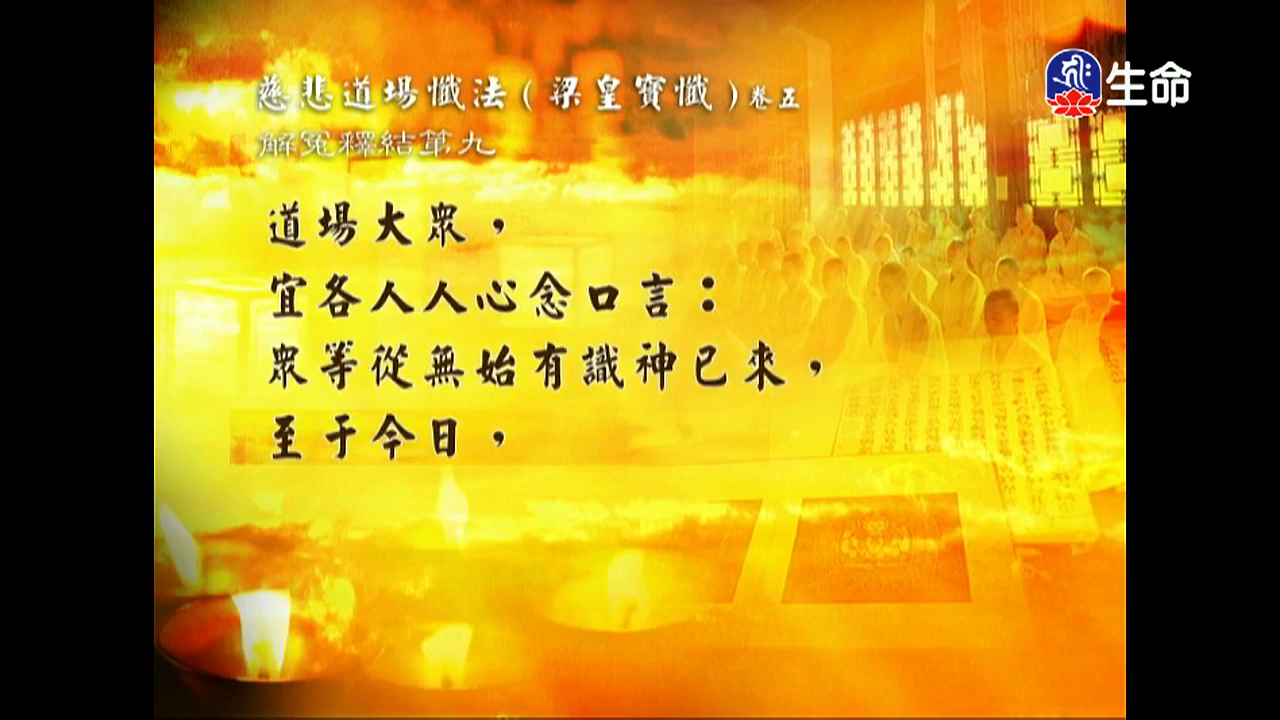 慈悲道場懺法(梁皇寶懺)卷五
生命
解冤釋結第九
道場大眾，
宜各人人心念口言：
眾等從無始有識神已來，
至于今日，